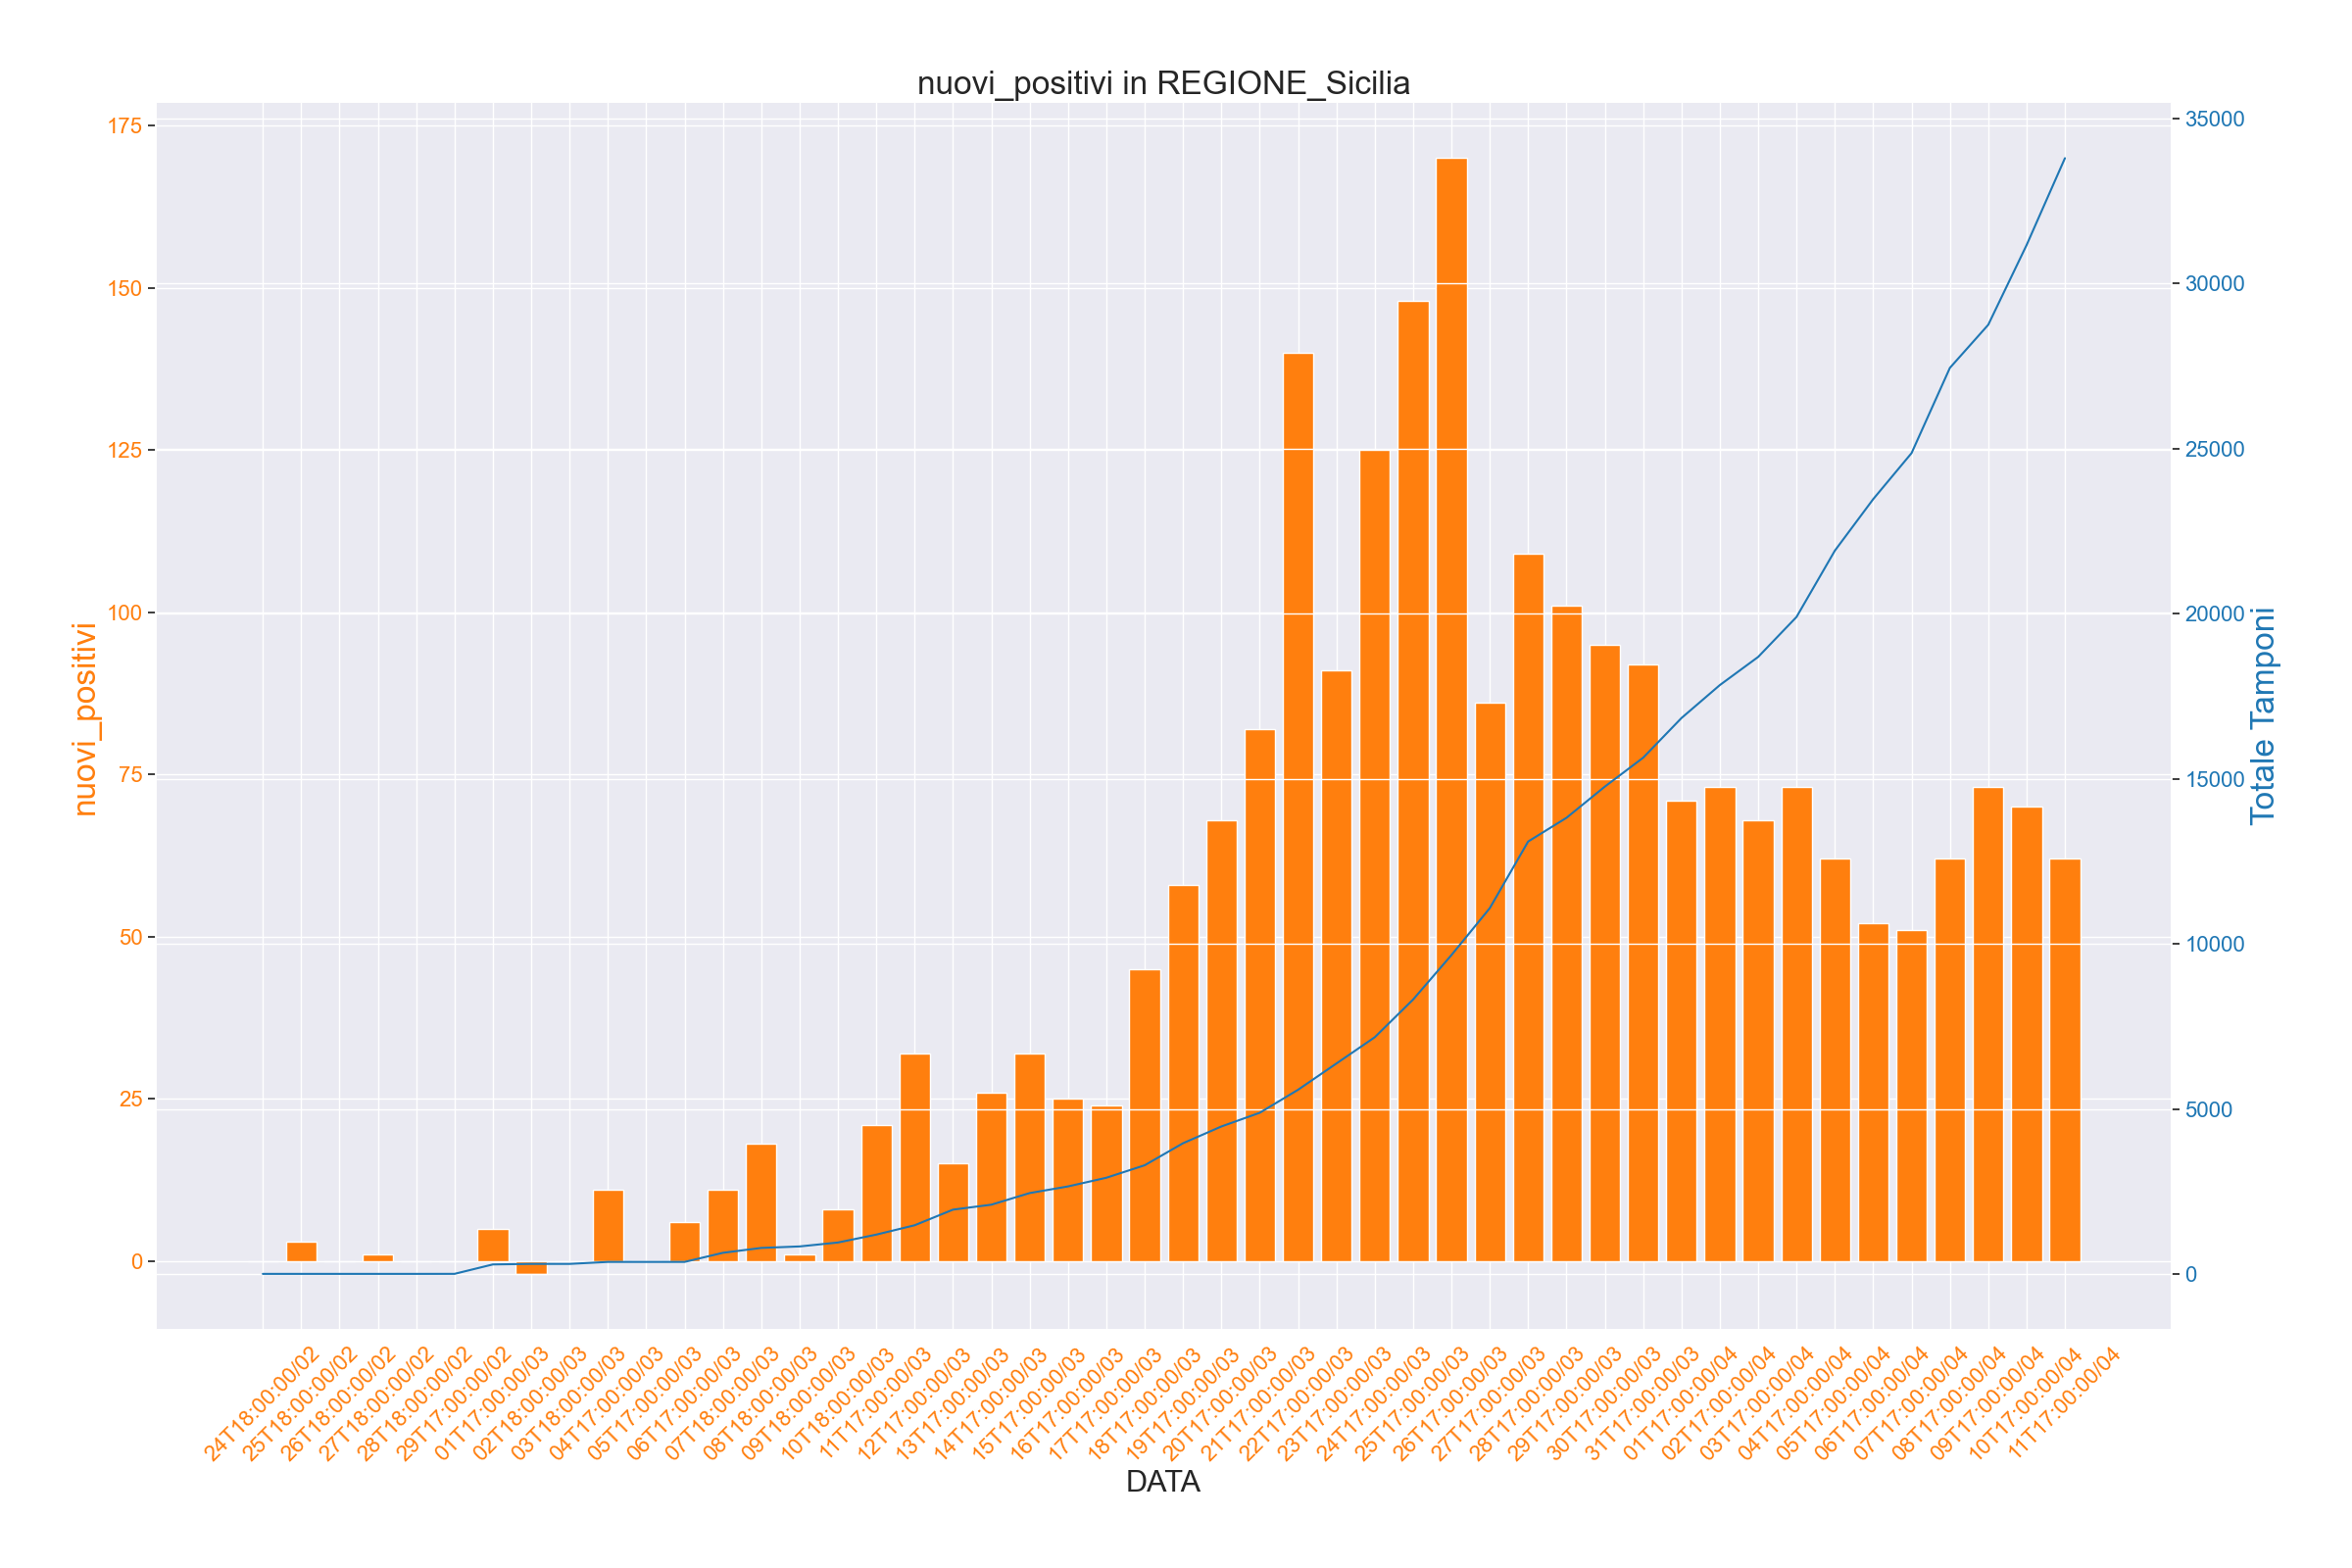 nuovi_positivi in REGIONE_Sicilia
175
150
125
100
75
50
25
0
nuovi_positivi
35000
30000
25000
20000
15000
10000
5000
0
Totale Tamponi
24T18:00:00/02
25T18:00:00/02
26T18:00:00/02
27T18:00:00/02
28T18:00:00/02
29T17:00:00/02
01T17:00:00/03
02T18:00:00/03
03T18:00:00/03
04T17:00:00/03
05T17:00:00/03
06T17:00:00/03
07T18:00:00/03
08T18:00:00/03
09T18:00:00/03
10T18:00:00/03
11T17:00:00/03
12T17:00:00/03
13T17:00:00/03
14T17:00:00/03
15T17:00:00/03
16T17:00:00/03
17T17:00:00/03
18T17:00:00/03
19T17:00:00/03
20T17:00:00/03
21T17:00:00/03
22T17:00:00/03
23T17:00:00/03
24T17:00:00/03
25T17:00:00/03
26T17:00:00/03
27T17:00:00/03
28T17:00:00/03
29T17:00:00/03
30T17:00:00/03
31T17:00:00/03
01T17:00:00/04
02T17:00:00/04
03T17:00:00/04
04T17:00:00/04
05T17:00:00/04
06T17:00:00/04
07T17:00:00/04
08T17:00:00/04
09T17:00:00/04
10T17:00:00/04
11T17:00:00/04
DATA